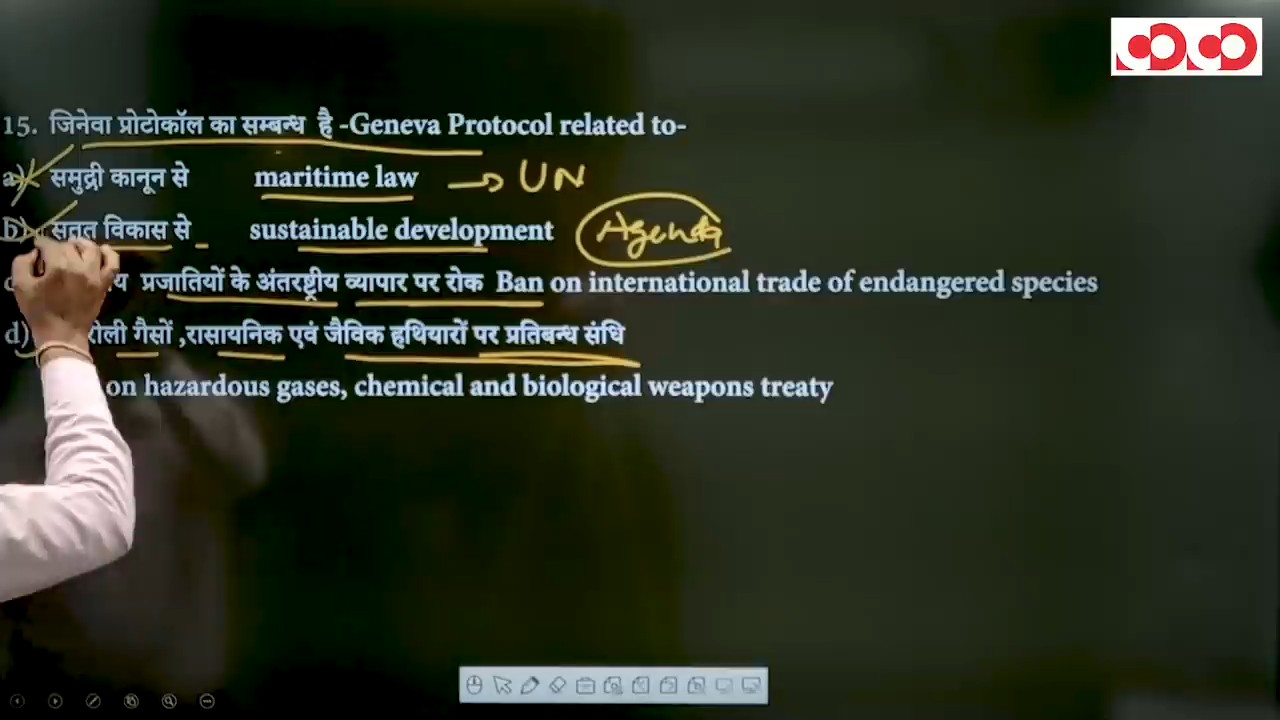 15. जिनेवा प्रोटोकॉल का सम्बन्ध है -Geneva Protocol related to-
a) समुद्री कानून से maritime law → UN
b) सतत विकास से sustainable development Agenda
प्रजातियों के अंतरष्ट्रीय व्यापार पर रोक Ban on international trade of endangered species
d) गैसों ,रासायनिक एवं जैविक हथियारों पर प्रतिबन्ध संधि
on hazardous gases, chemical and biological weapons treaty